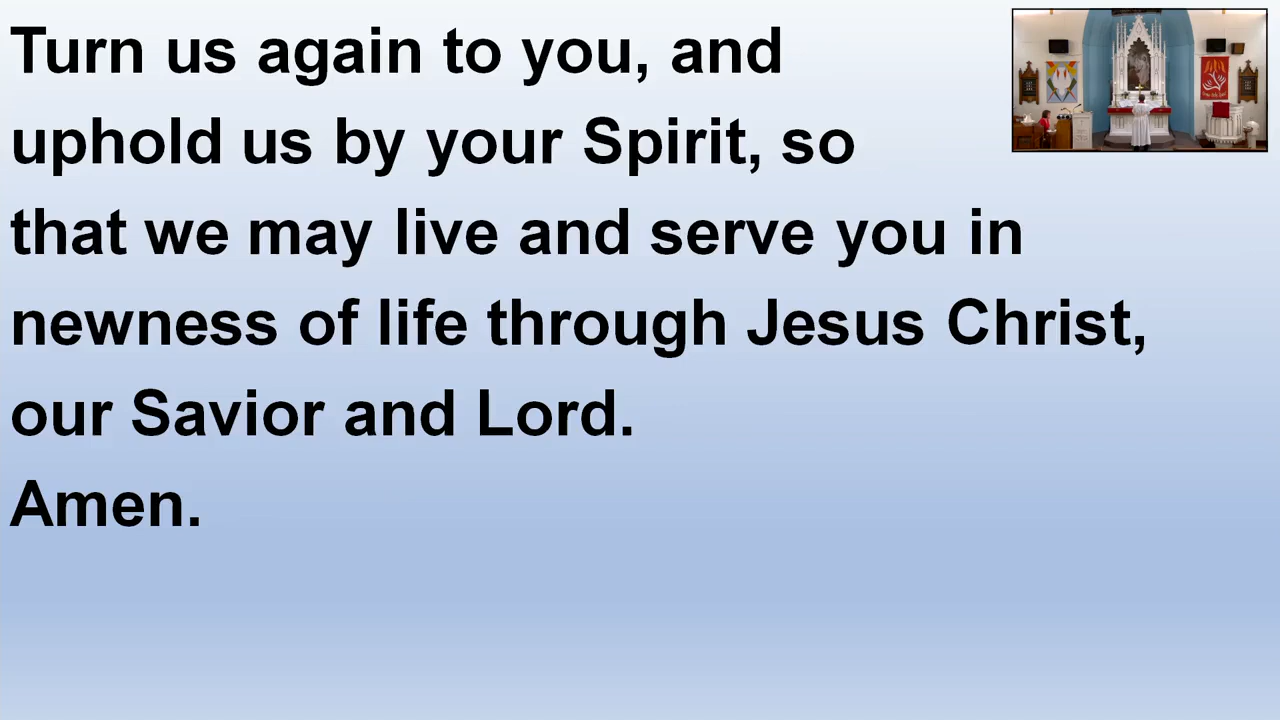 Turn us again to you, and
uphold us by your Spirit, so
that we may live and serve you in
newness of life through Jesus Christ,
our Savior and Lord.
Amen.